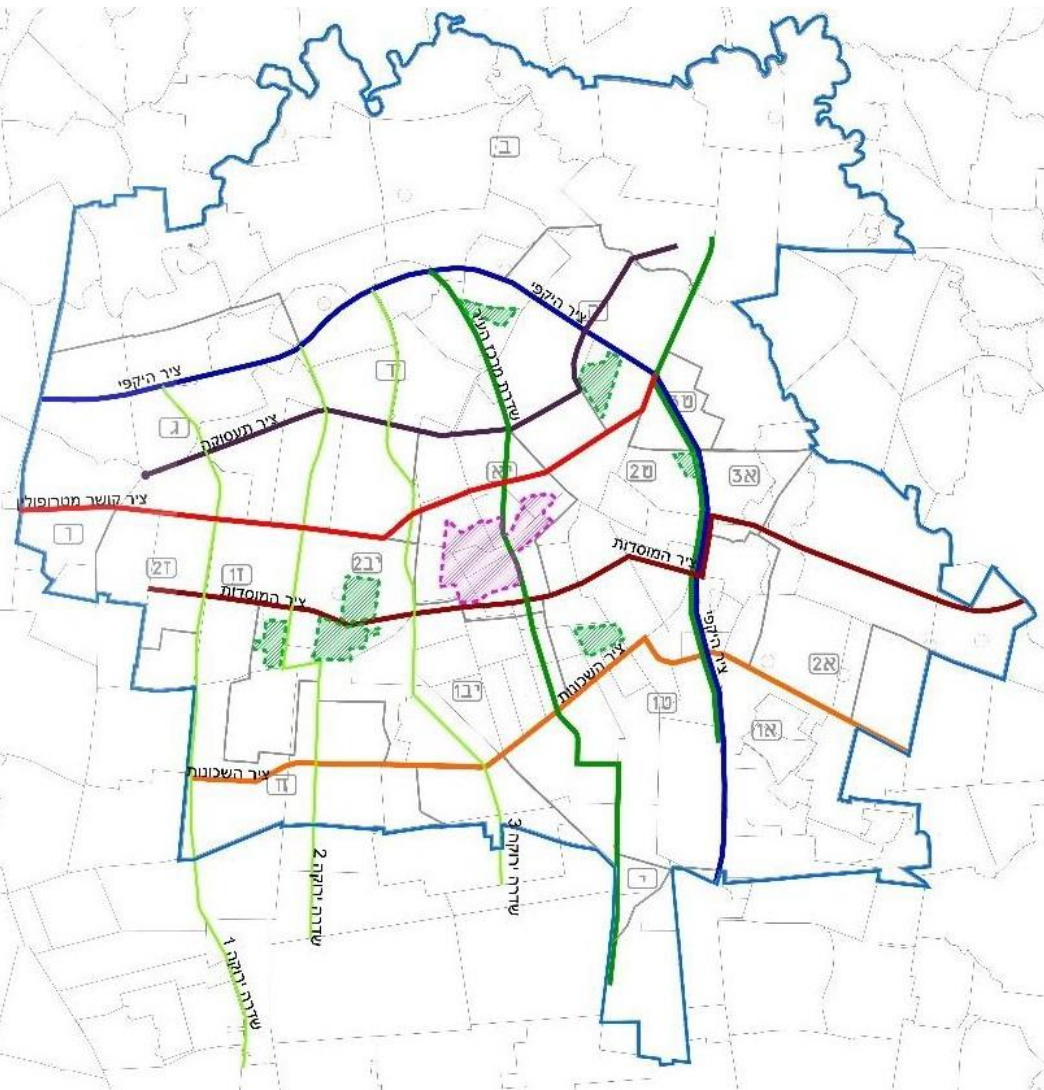 ב
ציר היקפי
ה
שדרת מרכז העיר
ציר היקפי
ד
ט3
ג
ציר תעסוקה
יא
ט2
א3
ציר קושר מטרופוליני
ו
ציר המוסדות
ז2
ז1
יב2
ציר המוסדות
ציר היקפי
ציר השכונות
א2
יב1
ט1
א1
ציר השכונות
ח
שדרה ירוקה 3
שדרה ירוקה 2
י
שדרה ירוקה 1